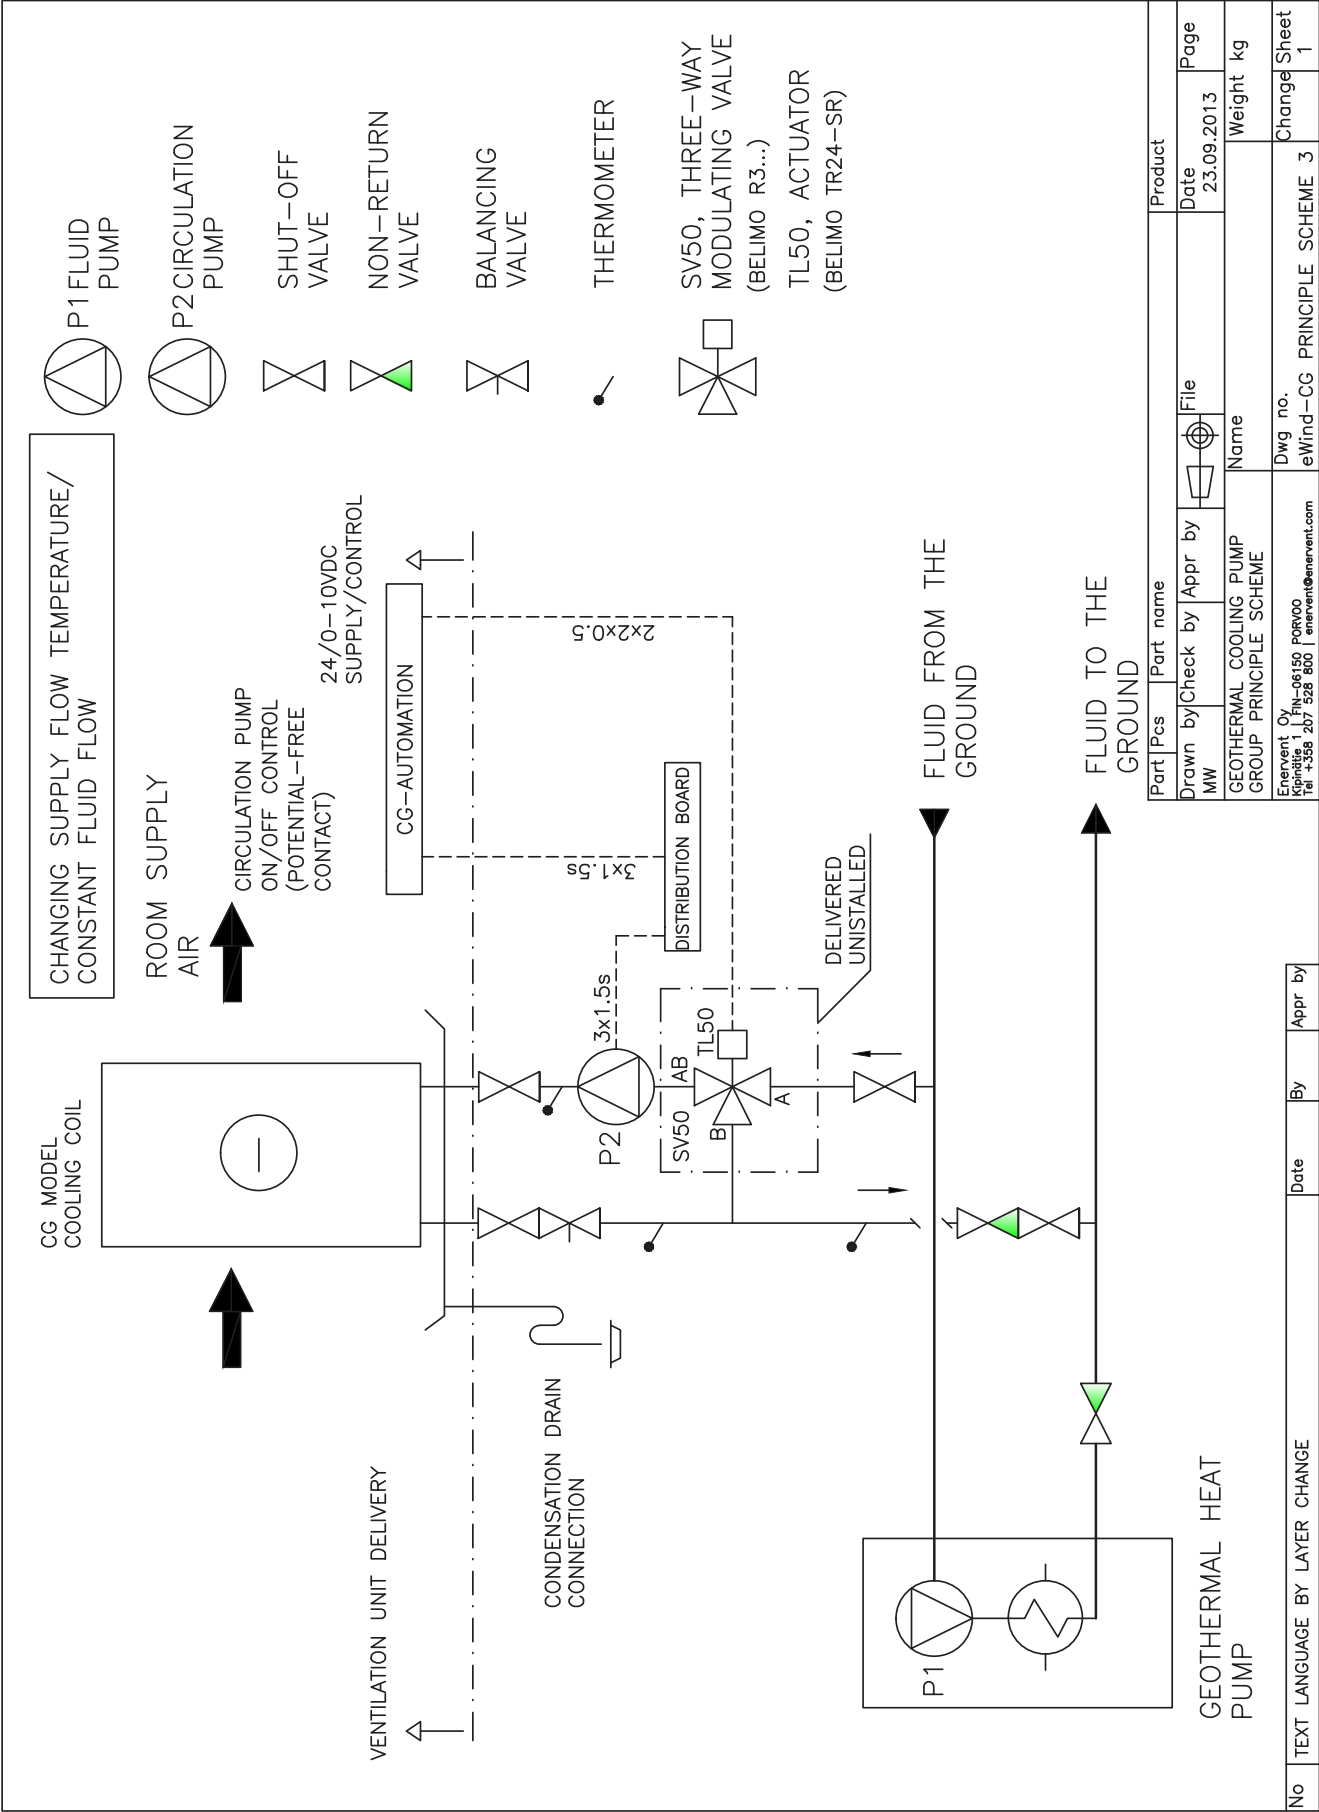 CHANGING SUPPLY FLOW TEMPERATURE/
CONSTANT FLUID FLOW
P1 FLUID
PUMP
P2 CIRCULATION
PUMP
SHUT-OFF
VALVE
NON-RETURN
VALVE
BALANCING
VALVE
THERMOMETER
SV50, THREE-WAY
MODULATING VALVE
(BELIMO R3...)
TL50, ACTUATOR
(BELIMO TR24-SR)
CG MODEL
COOLING COIL
ROOM SUPPLY
AIR
CIRCULATION PUMP
ON/OFF CONTROL
(POTENTIAL-FREE
CONTACT)
24/0-10VDC
SUPPLY/CONTROL
CG-AUTOMATION
VENTILATION UNIT DELIVERY
CONDENSATION DRAIN
CONNECTION
3x1.5s
3x1.5s
2x2x0.5
DISTRIBUTION BOARD
P2
SV50
AB
TL50
B
A
DELIVERED
UNISTALLED
FLUID FROM THE
GROUND
FLUID TO THE
GROUND
P1
GEOTHERMAL HEAT
PUMP
Part
Pcs
Part name
Product
Drawn by
MW
Check by
Appr by
File
Date
23.09.2013
Page
GEOTHERMAL COOLING PUMP
GROUP PRINCIPLE SCHEME
Name
Weight kg
Enervent Oy
Kipinätie 1 | FIN-06150 PORVOO
Tel +358 207 528 800 | enervent@enervent.com
Dwg no.
eWind-CG PRINCIPLE SCHEME 3
Change
Sheet
1
No
TEXT LANGUAGE BY LAYER CHANGE
Date
By
Appr by